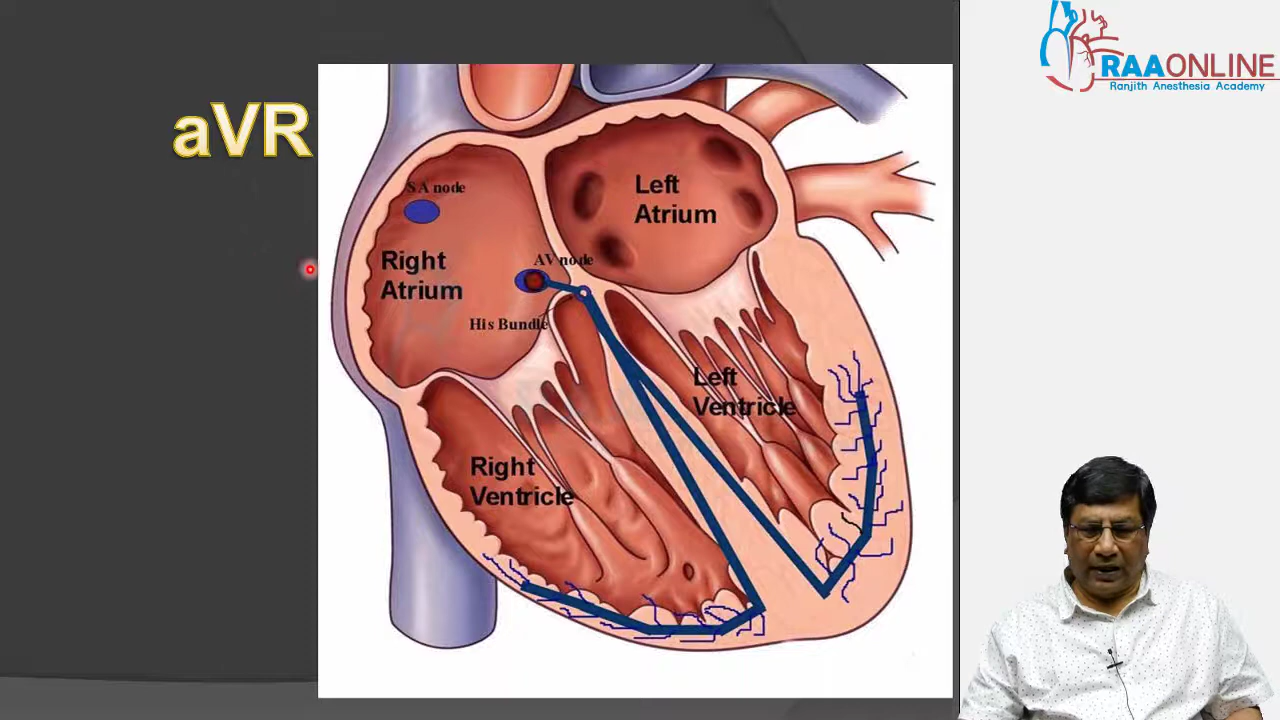 RAAONLINE
Ranjith Anesthesia Academy
aVR
SA node
Left
Atrium
Right
Atrium
AV node
His Bundle
Left
Ventricle
Right
Ventricle